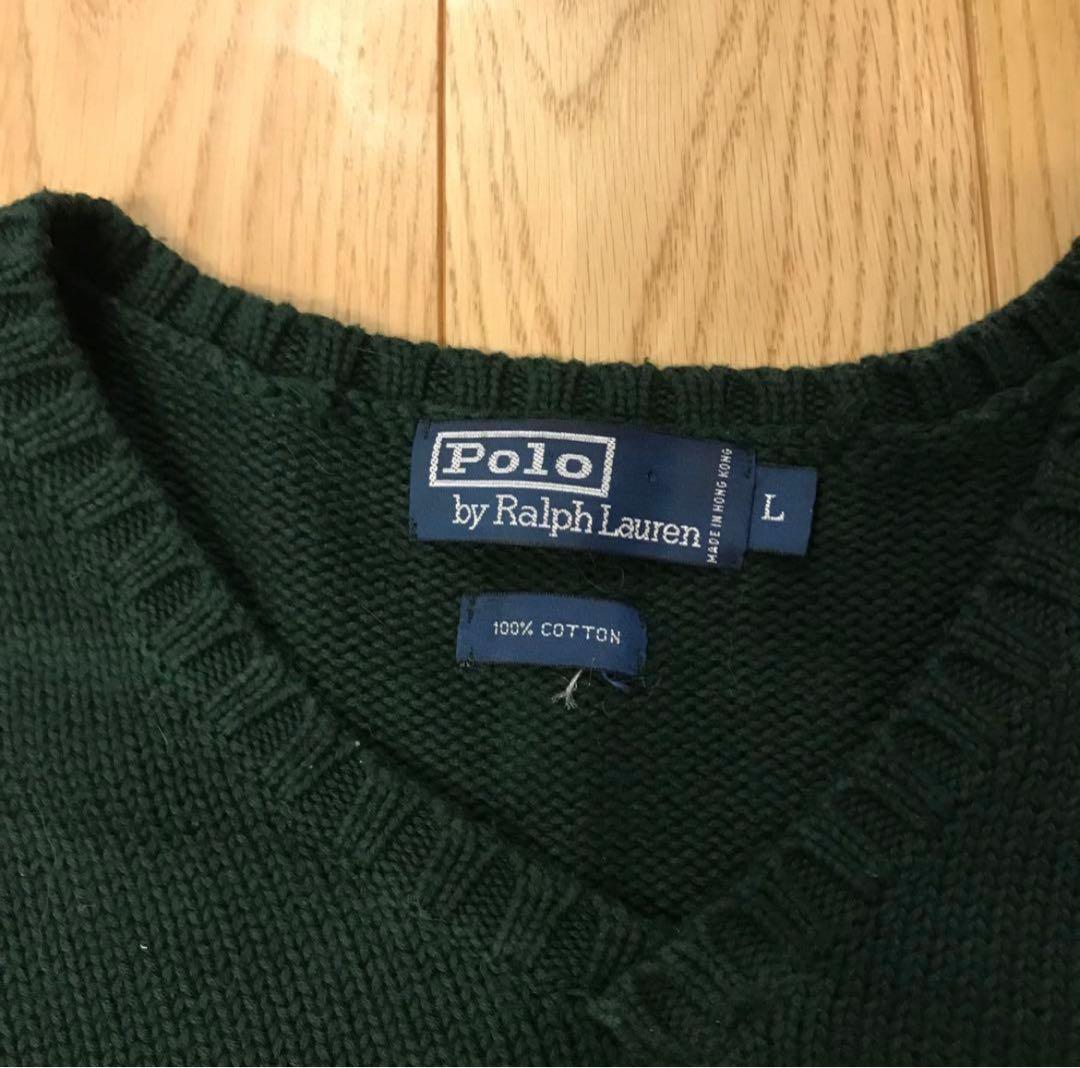 Polo
by Ralph Lauren
MADE IN HONG KONG
L
100% COTTON